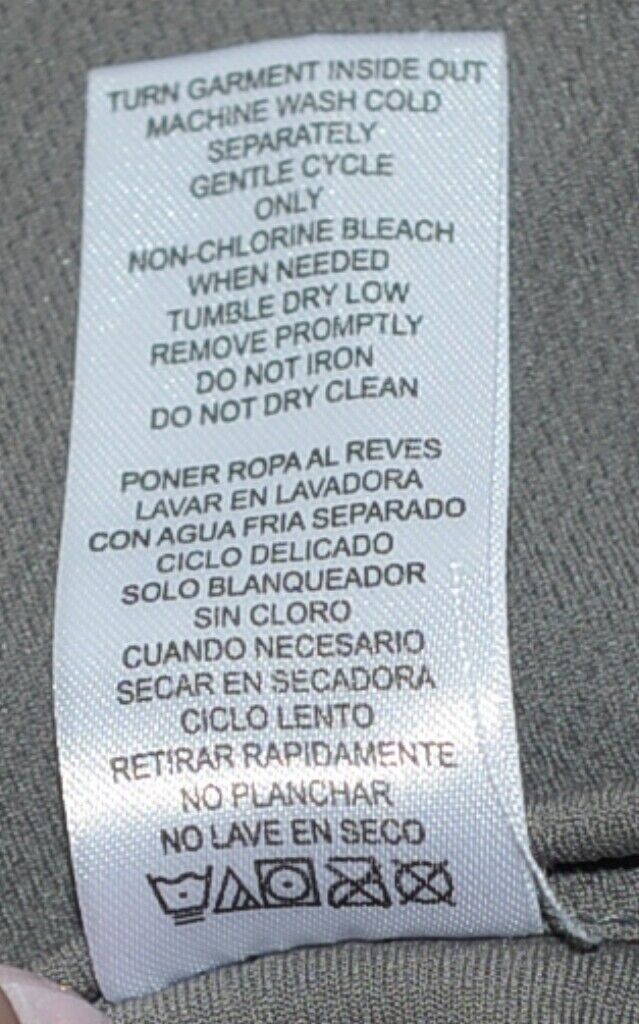 TURN GARMENT INSIDE OUT
MACHINE WASH COLD
SEPARATELY
GENTLE CYCLE
ONLY
NON-CHLORINE BLEACH
WHEN NEEDED
TUMBLE DRY LOW
REMOVE PROMPTLY
DO NOT IRON
DO NOT DRY CLEAN
PONER ROPA AL REVES
LAVAR EN LAVADORA
CON AGUA FRIA SEPARADO
CICLO DELICADO
SOLO BLANQUEADOR
SIN CLORO
CUANDO NECESARIO
SECAR EN SECADORA
CICLO LENTO
RETIRAR RAPIDAMENTE
NO PLANCHAR
NO LAVE EN SECO